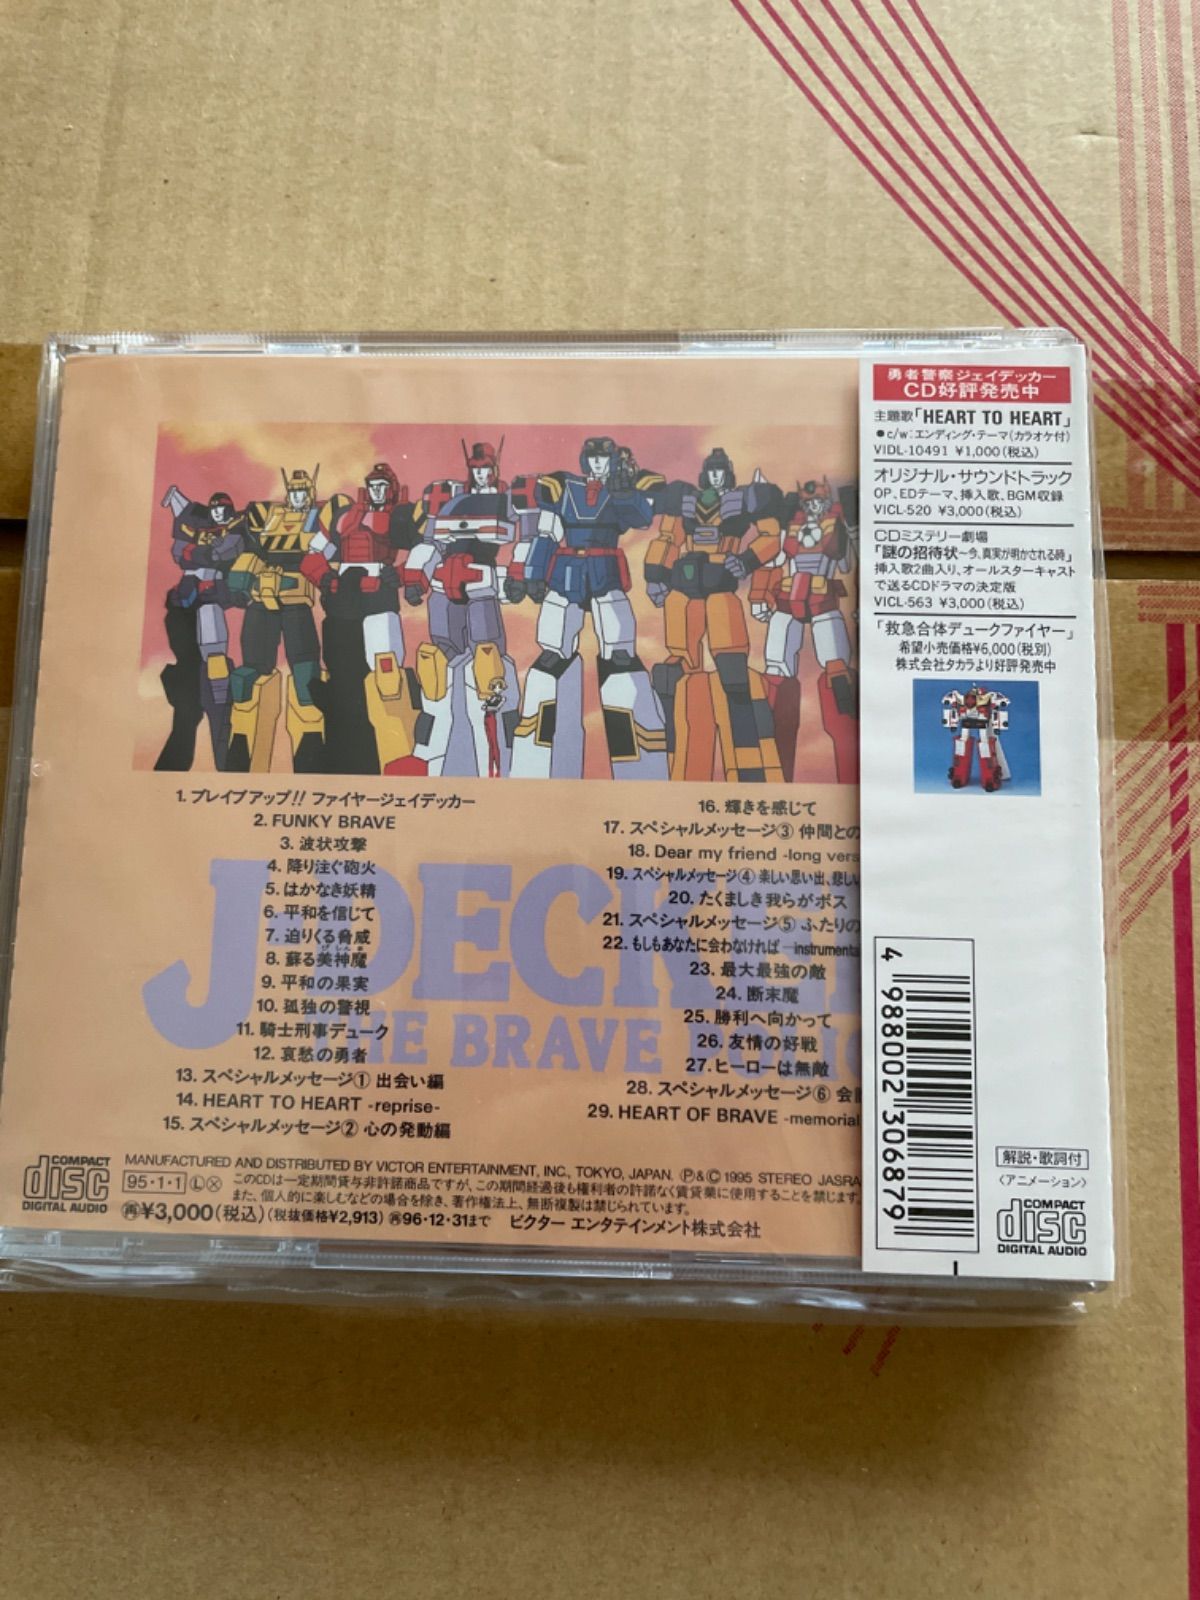 1. ブレイブアップ!! ファイヤージェイデッカー
2. FUNKY BRAVE
3. 波状攻撃
4. 降り注ぐ砲火
5. はかなき妖精
6. 平和を信じて
7. 迫りくる脅威
びしんま
8. 蘇る美神魔
9. 平和の果実
10. 孤独の警視
11. 騎士刑事デューク
12. 哀愁の勇者
13. スペシャルメッセージ① 出会い編
14. HEART TO HEART -reprise-
15. スペシャルメッセージ② 心の発動編
16. 輝きを感じて
17. スペシャルメッセージ③ 仲間との
18. Dear my friend -long vers
19. スペシャルメッセージ④ 楽しい思い出、悲しい
20. たくましき我らがボス
21. スペシャルメッセージ⑤ ふたりの
22. もしもあなたに会わなければ -instrumenta
23. 最大最強の敵
24. 断末魔
25. 勝利へ向かって
26. 友情の好戦
27. ヒーローは無敵
28. スペシャルメッセージ⑥ 会
29. HEART OF BRAVE -memorial
J DECKE
THE BRAVE POLIC
COMPACT
disc
DIGITAL AUDIO
MANUFACTURED AND DISTRIBUTED BY VICTOR ENTERTAINMENT, INC., TOKYO, JAPAN. Ⓟ&Ⓒ 1995 STEREO JASRA
95・1・1 Ⓛ Ⓧ このCDは一定期間貸与非許諾商品ですが、この期間経過後も権利者の許諾なく賃貸業に使用することを禁じます。
また、個人的に楽しむなどの場合を除き、著作権法上、無断複製は禁じられています。
再¥3,000(税込)(税抜価格¥2,913) 再96・12・31まで ビクター エンタテインメント株式会社
勇者警察ジェイデッカー
CD好評発売中
主題歌「HEART TO HEART」
●c/w:エンディング・テーマ(カラオケ付)
VIDL-10491 ¥1,000(税込)
オリジナル・サウンドトラック
OP、EDテーマ、挿入歌、BGM収録
VICL-520 ¥3,000(税込)
CDミステリー劇場
「謎の招待状〜今、真実が明かされる時」
挿入歌2曲入り、オールスターキャスト
で送るCDドラマの決定版
VICL-563 ¥3,000(税込)
「救急合体デュークファイヤー」
希望小売価格¥6,000(税別)
株式会社タカラより好評発売中
4 988002 306879
解説・歌詞付
〈アニメーション〉
COMPACT
disc
DIGITAL AUDIO